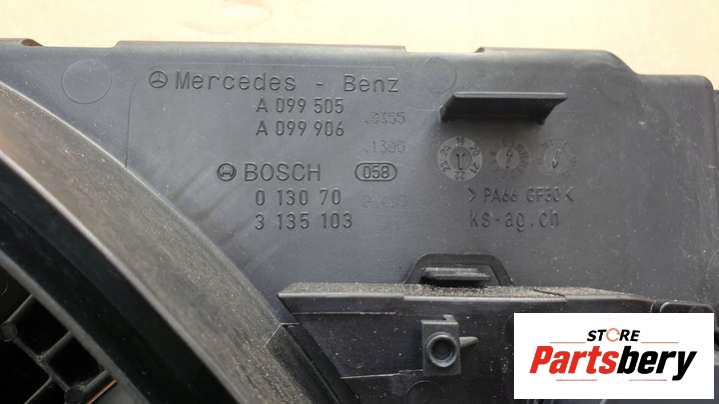 Mercedes - Benz
A 099 505
A 099 906
BOSCH 058
0 130 70
3 135 103
>PA66 GF30<
ks-ag.ch
STORE
Partsbery